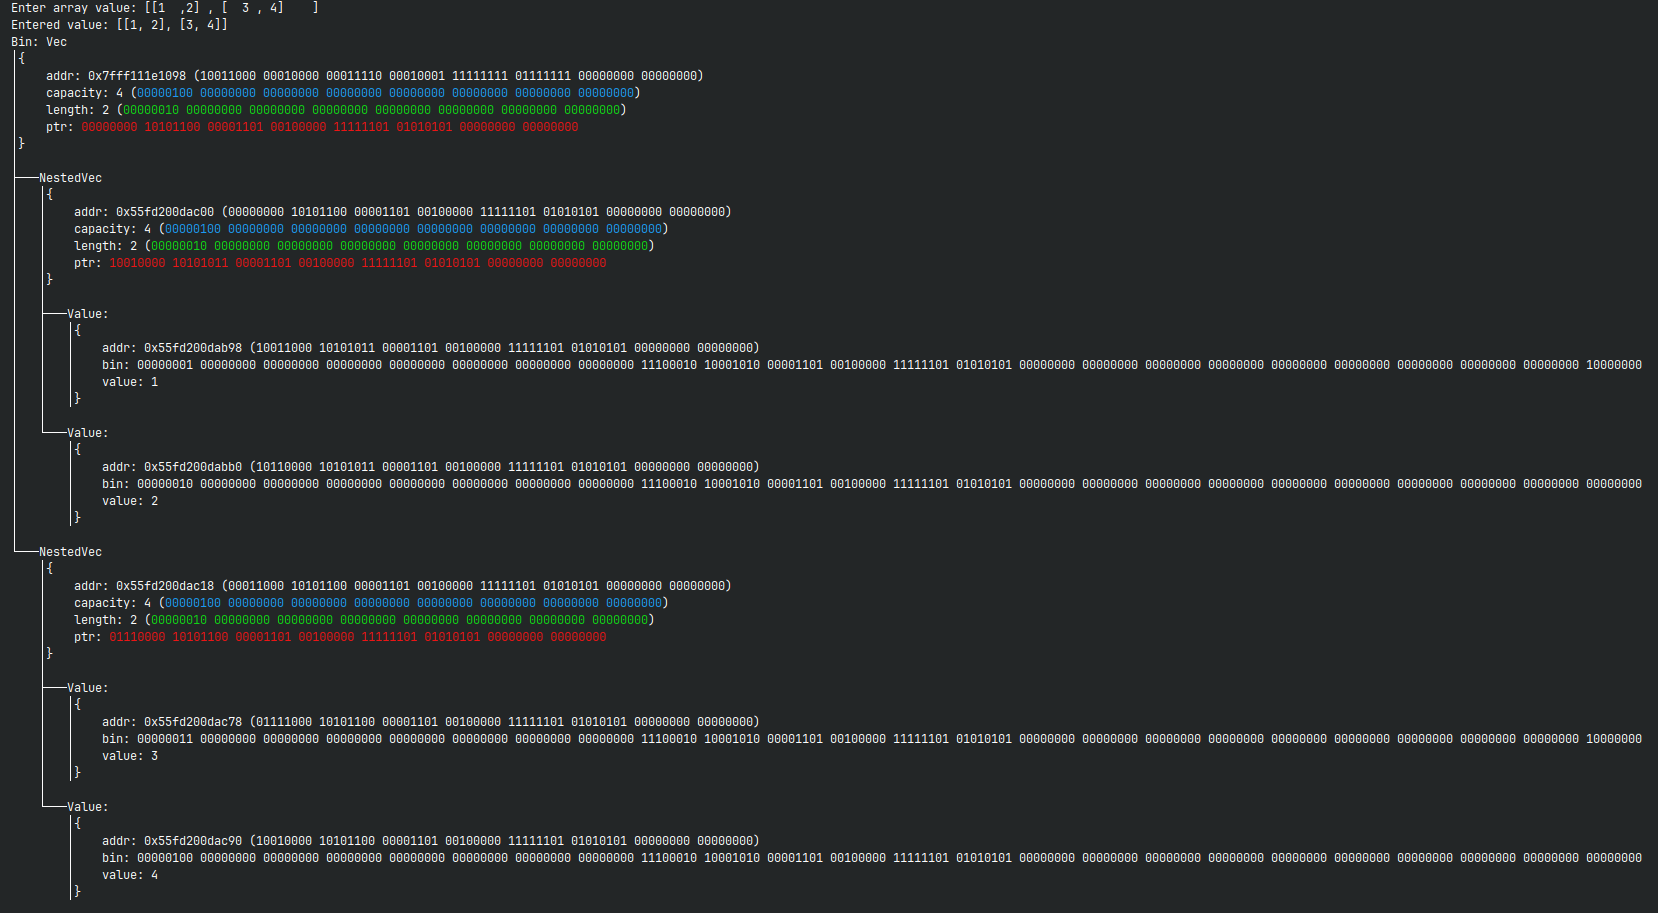 Enter array value: [[1  ,2] , [  3 , 4]    ]
Entered value: [[1, 2], [3, 4]]
Bin: Vec
{
addr: 0x7fff111e1098 (10011000 00010000 00011110 00010001 11111111 01111111 00000000 00000000)
capacity: 4 (00000100 00000000 00000000 00000000 00000000 00000000 00000000 00000000)
length: 2 (00000010 00000000 00000000 00000000 00000000 00000000 00000000 00000000)
ptr: 00000000 10101100 00001101 00100000 11111101 01010101 00000000 00000000
}
NestedVec
{
addr: 0x55fd200dac00 (00000000 10101100 00001101 00100000 11111101 01010101 00000000 00000000)
capacity: 4 (00000100 00000000 00000000 00000000 00000000 00000000 00000000 00000000)
length: 2 (00000010 00000000 00000000 00000000 00000000 00000000 00000000 00000000)
ptr: 10010000 10101011 00001101 00100000 11111101 01010101 00000000 00000000
}
Value:
{
addr: 0x55fd200dab98 (10011000 10101011 00001101 00100000 11111101 01010101 00000000 00000000)
bin: 00000001 00000000 00000000 00000000 00000000 00000000 00000000 00000000 11100010 10001010 00001101 00100000 11111101 01010101 00000000 00000000 00000000 00000000 00000000 00000000 00000000 00000000 00000000 10000000
value: 1
}
Value:
{
addr: 0x55fd200dabb0 (10110000 10101011 00001101 00100000 11111101 01010101 00000000 00000000)
bin: 00000010 00000000 00000000 00000000 00000000 00000000 00000000 00000000 11100010 10001010 00001101 00100000 11111101 01010101 00000000 00000000 00000000 00000000 00000000 00000000 00000000 00000000 00000000 00000000
value: 2
}
NestedVec
{
addr: 0x55fd200dac18 (00011000 10101100 00001101 00100000 11111101 01010101 00000000 00000000)
capacity: 4 (00000100 00000000 00000000 00000000 00000000 00000000 00000000 00000000)
length: 2 (00000010 00000000 00000000 00000000 00000000 00000000 00000000 00000000)
ptr: 01110000 10101100 00001101 00100000 11111101 01010101 00000000 00000000
}
Value:
{
addr: 0x55fd200dac78 (01111000 10101100 00001101 00100000 11111101 01010101 00000000 00000000)
bin: 00000011 00000000 00000000 00000000 00000000 00000000 00000000 00000000 11100010 10001010 00001101 00100000 11111101 01010101 00000000 00000000 00000000 00000000 00000000 00000000 00000000 00000000 00000000 10000000
value: 3
}
Value:
{
addr: 0x55fd200dac90 (10010000 10101100 00001101 00100000 11111101 01010101 00000000 00000000)
bin: 00000100 00000000 00000000 00000000 00000000 00000000 00000000 00000000 11100010 10001010 00001101 00100000 11111101 01010101 00000000 00000000 00000000 00000000 00000000 00000000 00000000 00000000 00000000 00000000
value: 4
}